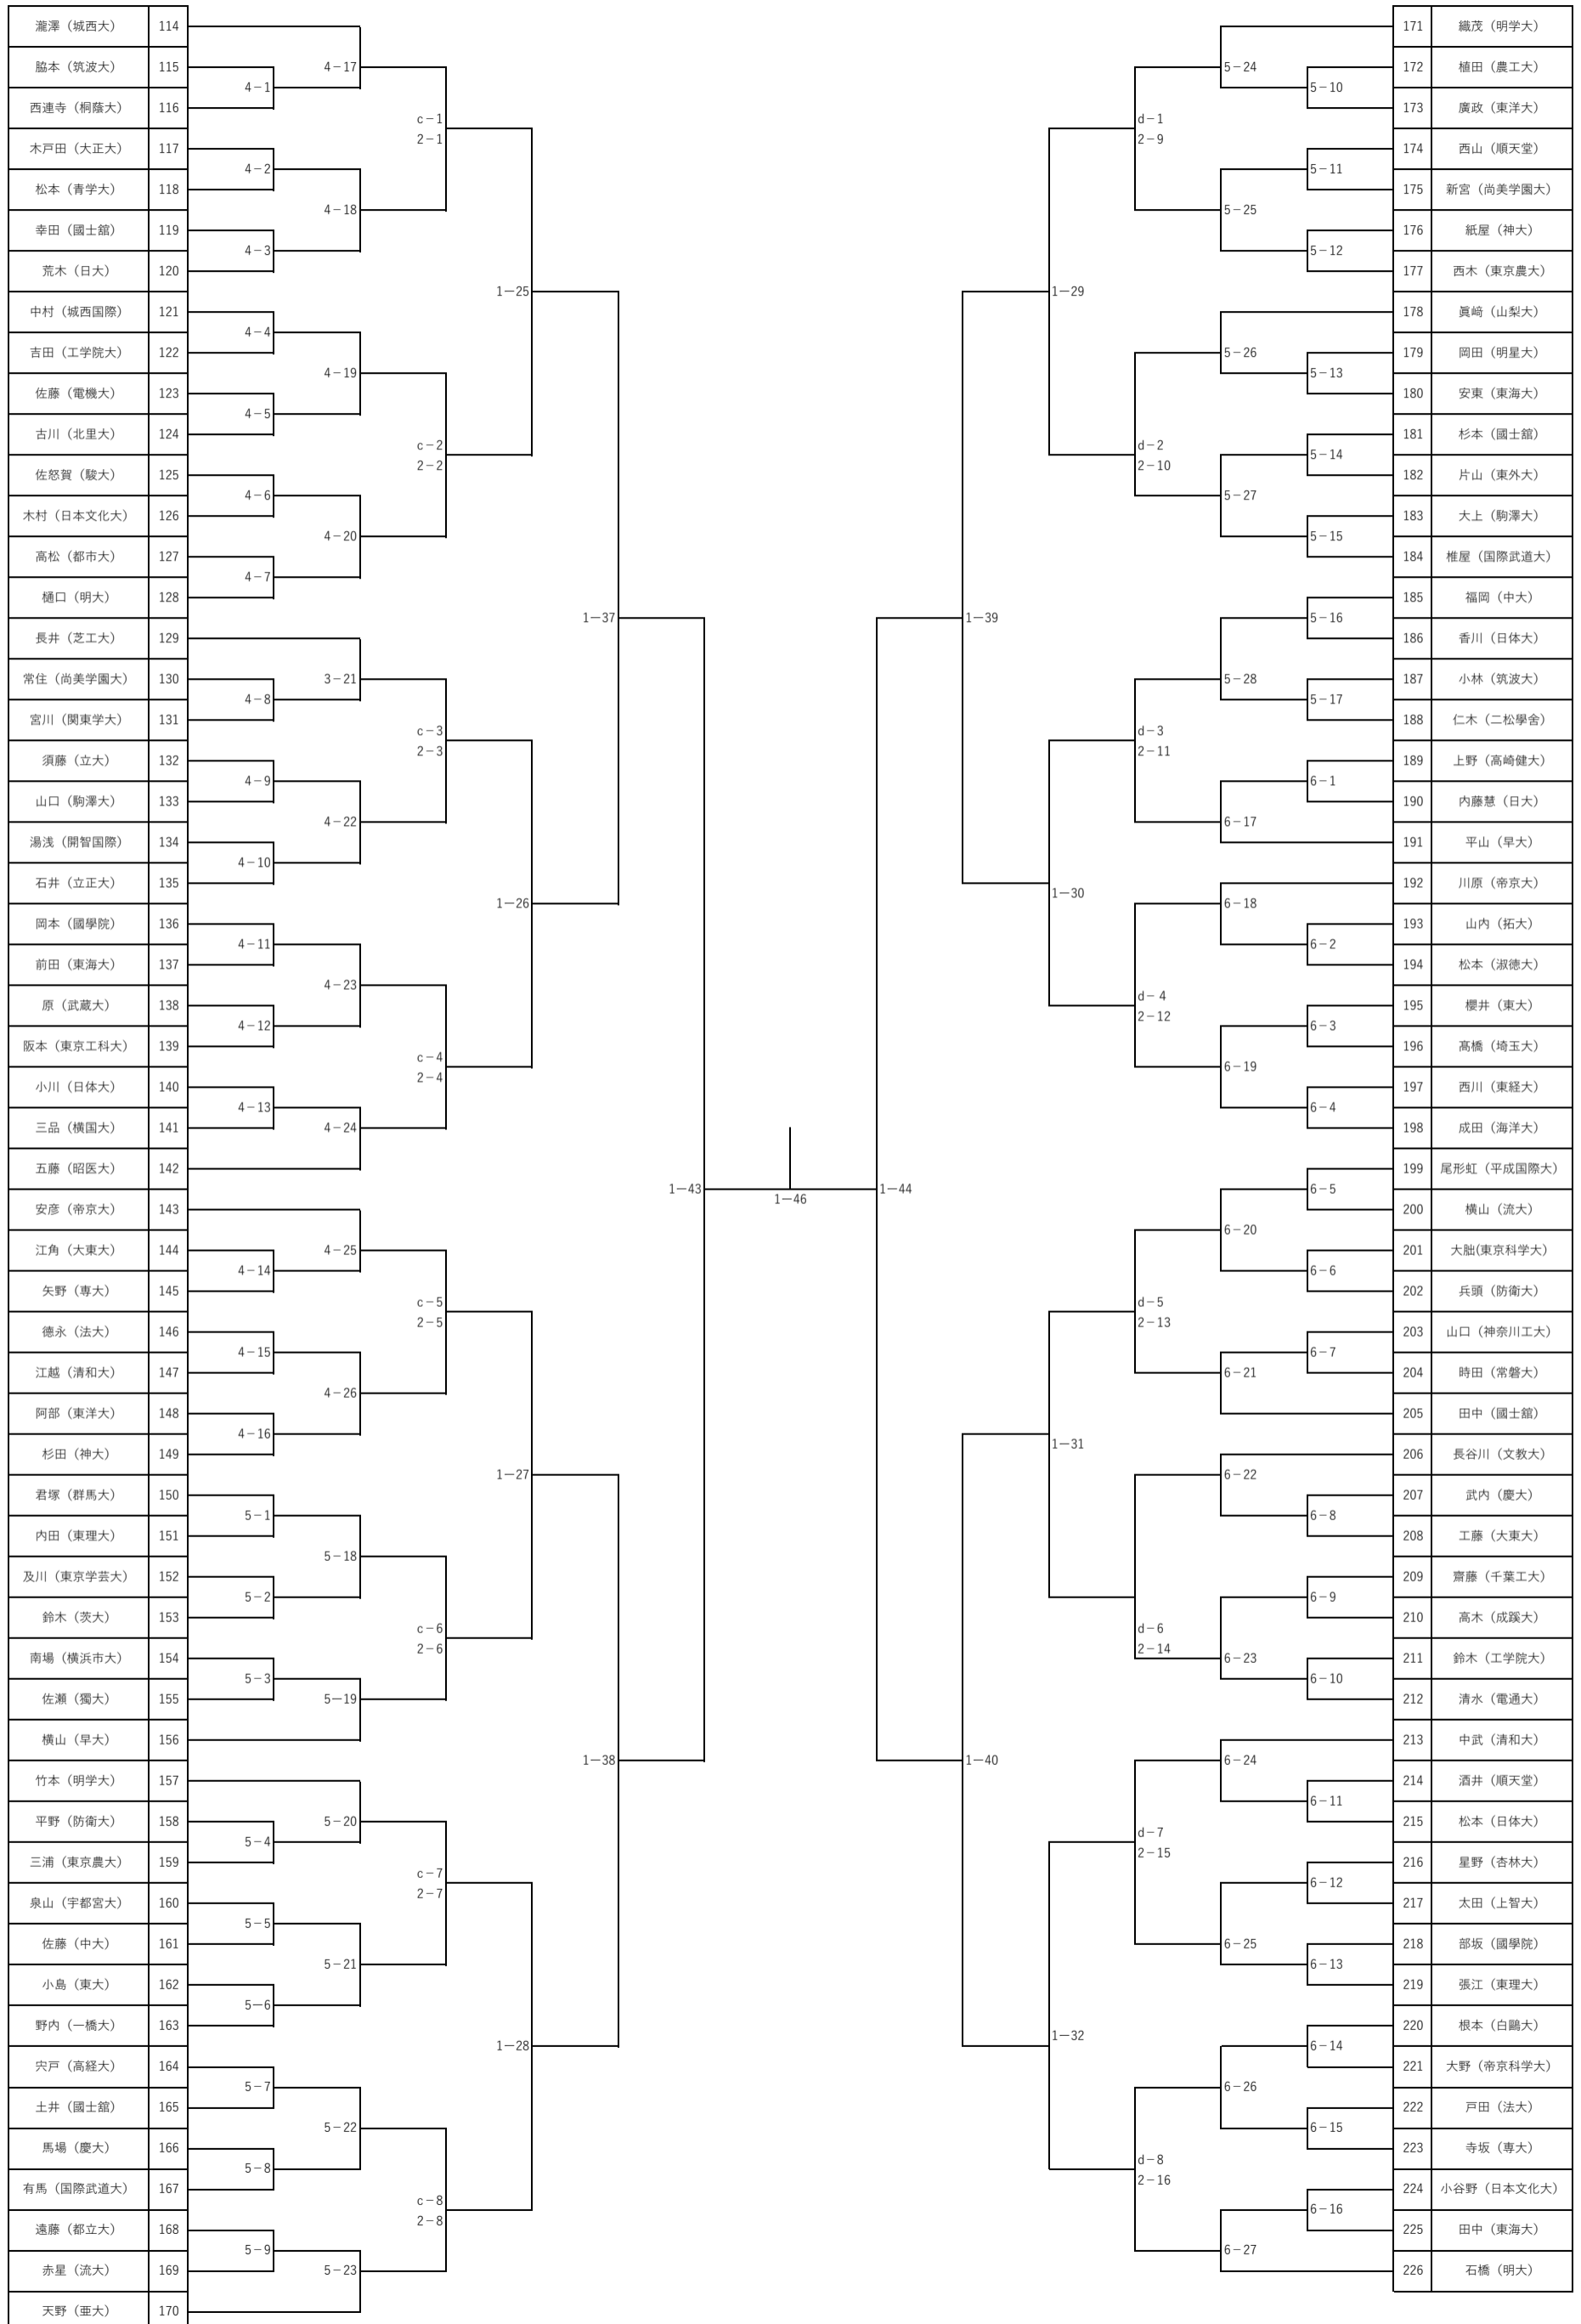 瀧澤（城西大） 114
脇本（筑波大） 115
西連寺（桐蔭大） 116
木戸田（大正大） 117
松本（青学大） 118
幸田（國士舘） 119
荒木（日大） 120
中村（城西国際） 121
吉田（工学院大） 122
佐藤（電機大） 123
古川（北里大） 124
佐怒賀（駿大） 125
木村（日本文化大） 126
高松（都市大） 127
樋口（明大） 128
長井（芝工大） 129
常住（尚美学園大） 130
宮川（関東学大） 131
須藤（立大） 132
山口（駒澤大） 133
湯浅（開智国際） 134
石井（立正大） 135
岡本（國學院） 136
前田（東海大） 137
原（武蔵大） 138
阪本（東京工科大） 139
小川（日体大） 140
三品（横国大） 141
五藤（昭医大） 142
安彦（帝京大） 143
江角（大東大） 144
矢野（専大） 145
德永（法大） 146
江越（清和大） 147
阿部（東洋大） 148
杉田（神大） 149
君塚（群馬大） 150
内田（東理大） 151
及川（東京学芸大） 152
鈴木（茨大） 153
南場（横浜市大） 154
佐瀬（獨大） 155
横山（早大） 156
竹本（明学大） 157
平野（防衛大） 158
三浦（東京農大） 159
泉山（宇都宮大） 160
佐藤（中大） 161
小島（東大） 162
野内（一橋大） 163
宍戸（高経大） 164
土井（國士舘） 165
馬場（慶大） 166
有馬（国際武道大） 167
遠藤（都立大） 168
赤星（流大） 169
天野（亜大） 170
4－1
4－2
4－3
4－4
4－5
4－6
4－7
4－8
4－9
4－10
4－11
4－12
4－13
4－14
4－15
4－16
5－1
5－2
5－3
5－4
5－5
5－6
5－7
5－8
5－9
4－17
4－18
4－19
4－20
3－21
4－22
4－23
4－24
4－25
4－26
5－18
5－19
5－20
5－21
5－22
5－23
c－1
2－1
c－2
2－2
c－3
2－3
c－4
2－4
c－5
2－5
c－6
2－6
c－7
2－7
c－8
2－8
1－25
1－26
1－27
1－28
1－37
1－38
1－43
1－46
1－44
1－39
1－40
1－29
1－30
1－31
1－32
d－1
2－9
d－2
2－10
d－3
2－11
d－4
2－12
d－5
2－13
d－6
2－14
d－7
2－15
d－8
2－16
5－24
5－25
5－26
5－27
5－28
6－17
6－18
6－19
6－20
6－21
6－22
6－23
6－24
6－25
6－26
6－27
5－10
5－11
5－12
5－13
5－14
5－15
5－16
5－17
6－1
6－2
6－3
6－4
6－5
6－6
6－7
6－8
6－9
6－10
6－11
6－12
6－13
6－14
6－15
6－16
171 織茂（明学大）
172 植田（農工大）
173 廣政（東洋大）
174 西山（順天堂）
175 新宮（尚美学園大）
176 紙屋（神大）
177 西木（東京農大）
178 眞﨑（山梨大）
179 岡田（明星大）
180 安東（東海大）
181 杉本（國士舘）
182 片山（東外大）
183 大上（駒澤大）
184 椎屋（国際武道大）
185 福岡（中大）
186 香川（日体大）
187 小林（筑波大）
188 仁木（二松學舍）
189 上野（高崎健大）
190 内藤慧（日大）
191 平山（早大）
192 川原（帝京大）
193 山内（拓大）
194 松本（淑徳大）
195 櫻井（東大）
196 髙橋（埼玉大）
197 西川（東経大）
198 成田（海洋大）
199 尾形虹（平成国際大）
200 横山（流大）
201 大朏(東京科学大）
202 兵頭（防衛大）
203 山口（神奈川工大）
204 時田（常磐大）
205 田中（國士舘）
206 長谷川（文教大）
207 武内（慶大）
208 工藤（大東大）
209 齋藤（千葉工大）
210 高木（成蹊大）
211 鈴木（工学院大）
212 清水（電通大）
213 中武（清和大）
214 酒井（順天堂）
215 松本（日体大）
216 星野（杏林大）
217 太田（上智大）
218 部坂（國學院）
219 張江（東理大）
220 根本（白鷗大）
221 大野（帝京科学大）
222 戸田（法大）
223 寺坂（専大）
224 小谷野（日本文化大）
225 田中（東海大）
226 石橋（明大）